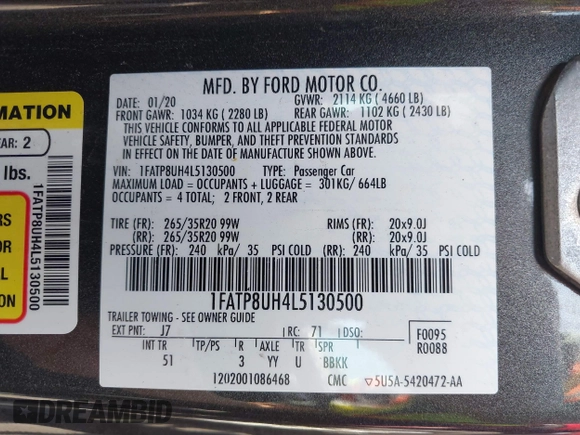 MFD. BY FORD MOTOR CO.
DATE: 01/20 GVWR: 2114 KG ( 4660 LB)
FRONT GAWR: 1034 KG ( 2280 LB) REAR GAWR: 1102 KG ( 2430 LB)
THIS VEHICLE CONFORMS TO ALL APPLICABLE FEDERAL MOTOR
VEHICLE SAFETY, BUMPER, AND THEFT PREVENTION STANDARDS
IN EFFECT ON THE DATE OF MANUFACTURE SHOWN ABOVE.
VIN: 1FATP8UH4L5130500 TYPE: Passenger Car
MAXIMUM LOAD = OCCUPANTS + LUGGAGE = 301KG/ 664LB
OCCUPANTS = 4 TOTAL; 2 FRONT, 2 REAR
TIRE (FR): 265/35R20 99W RIMS (FR): 20x9.0J
(RR): 265/35R20 99W (RR): 20x9.0J
PRESSURE (FR): 240 kPa/ 35 PSI COLD (RR): 240 kPa/ 35 PSI COLD
1FATP8UH4L5130500
TRAILER TOWING - SEE OWNER GUIDE
EXT PNT: J7 RC: 71 DSO: F0095
R0088
INT TR TP/PS R AXLE TR SPR
51 3 YY U BBKK
1202001086468 CMC ▽5U5A-5420472-AA
MATION
EAR: 2
lbs.
RS
OR
L
ION
1FATP8UH4L5130500
DREAMBID